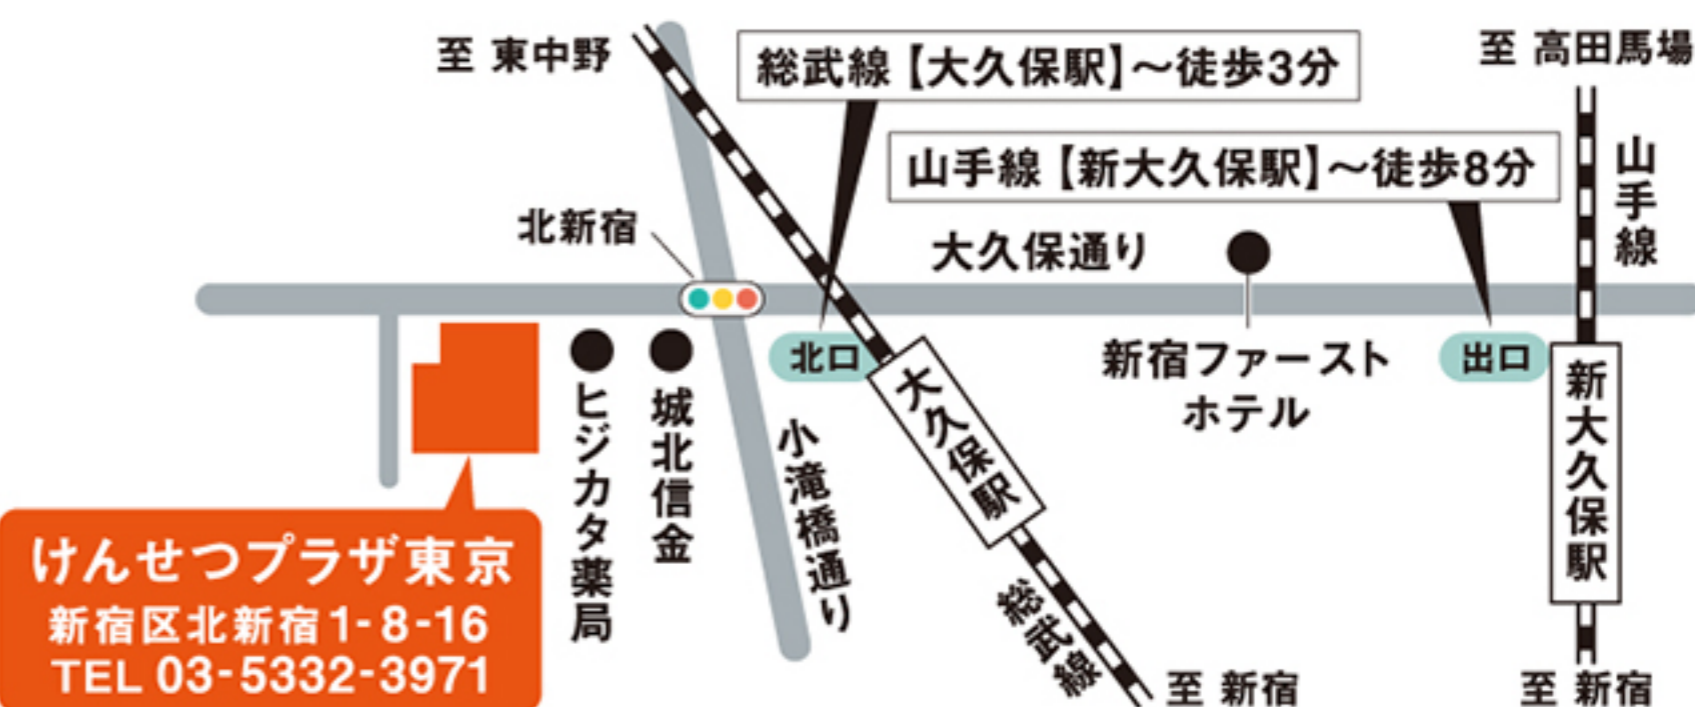 至 東中野
総武線【大久保駅】～徒歩3分
至 高田馬場
山手線【新大久保駅】～徒歩8分
山手線
北新宿
大久保通り
北口
新宿ファースト
ホテル
出口
大久保駅
新大久保駅
ヒジカタ薬局
城北信金
小滝橋通り
けんせつプラザ東京
新宿区北新宿1-8-16
TEL 03-5332-3971
総武線
至 新宿
至 新宿